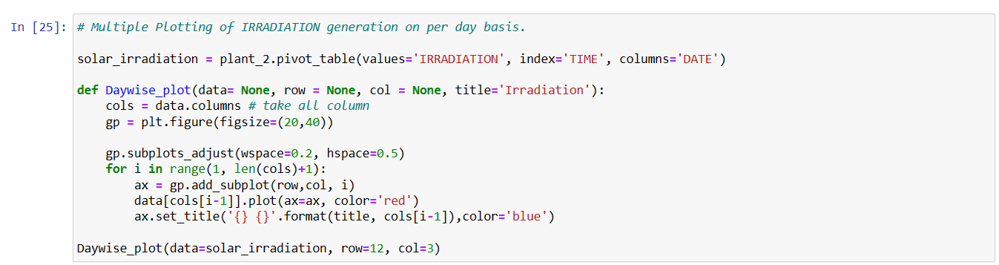 In [25]: # Multiple Plotting of IRRADIATION generation on per day basis.

solar_irradiation = plant_2.pivot_table(values='IRRADIATION', index='TIME', columns='DATE')

def Daywise_plot(data= None, row = None, col = None, title='Irradiation'):
    cols = data.columns # take all column
    gp = plt.figure(figsize=(20,40))

    gp.subplots_adjust(wspace=0.2, hspace=0.5)
    for i in range(1, len(cols)+1):
        ax = gp.add_subplot(row,col, i)
        data[cols[i-1]].plot(ax=ax, color='red')
        ax.set_title('{} {}'.format(title, cols[i-1]),color='blue')

Daywise_plot(data=solar_irradiation, row=12, col=3)